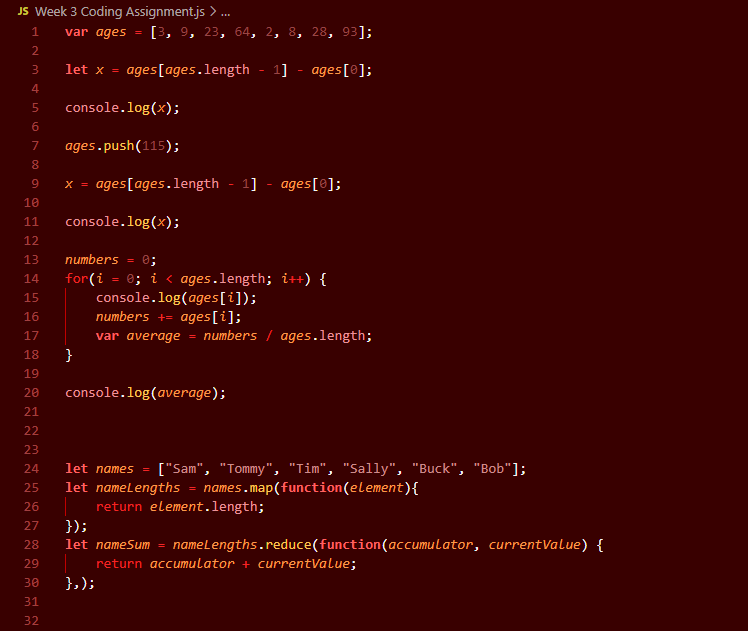 JS Week 3 Coding Assignment.js > ...
1 var ages = [3, 9, 23, 64, 2, 8, 28, 93];
2
3 let x = ages[ages.length - 1] - ages[0];
4
5 console.log(x);
6
7 ages.push(115);
8
9 x = ages[ages.length - 1] - ages[0];
10
11 console.log(x);
12
13 numbers = 0;
14 for(i = 0; i < ages.length; i++) {
15     console.log(ages[i]);
16     numbers += ages[i];
17     var average = numbers / ages.length;
18 }
19
20 console.log(average);
21
22
23
24 let names = ["Sam", "Tommy", "Tim", "Sally", "Buck", "Bob"];
25 let nameLengths = names.map(function(element){
26     return element.length;
27 });
28 let nameSum = nameLengths.reduce(function(accumulator, currentValue) {
29     return accumulator + currentValue;
30 },);
31
32